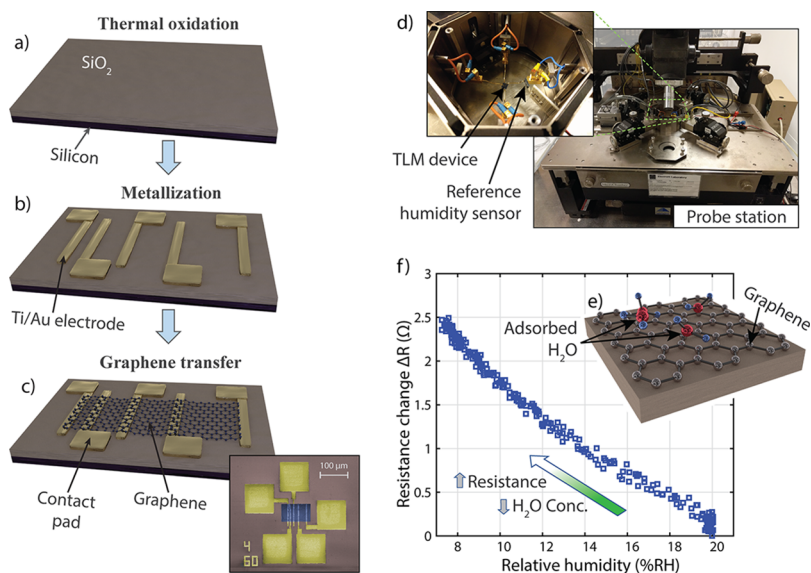 Thermal oxidation
a)
SiO2
Silicon
Metallization
b)
Ti/Au electrode
Graphene transfer
c)
Contact
pad
Graphene
100 μm
4
60
d)
TLM device
Reference
humidity sensor
Probe station
f)
e)
Graphene
Adsorbed
H2O
Resistance change ΔR (Ω)
3
2.5
2
1.5
1
0.5
0
Resistance
H2O Conc.
8 10 12 14 16 18 20
Relative humidity (%RH)